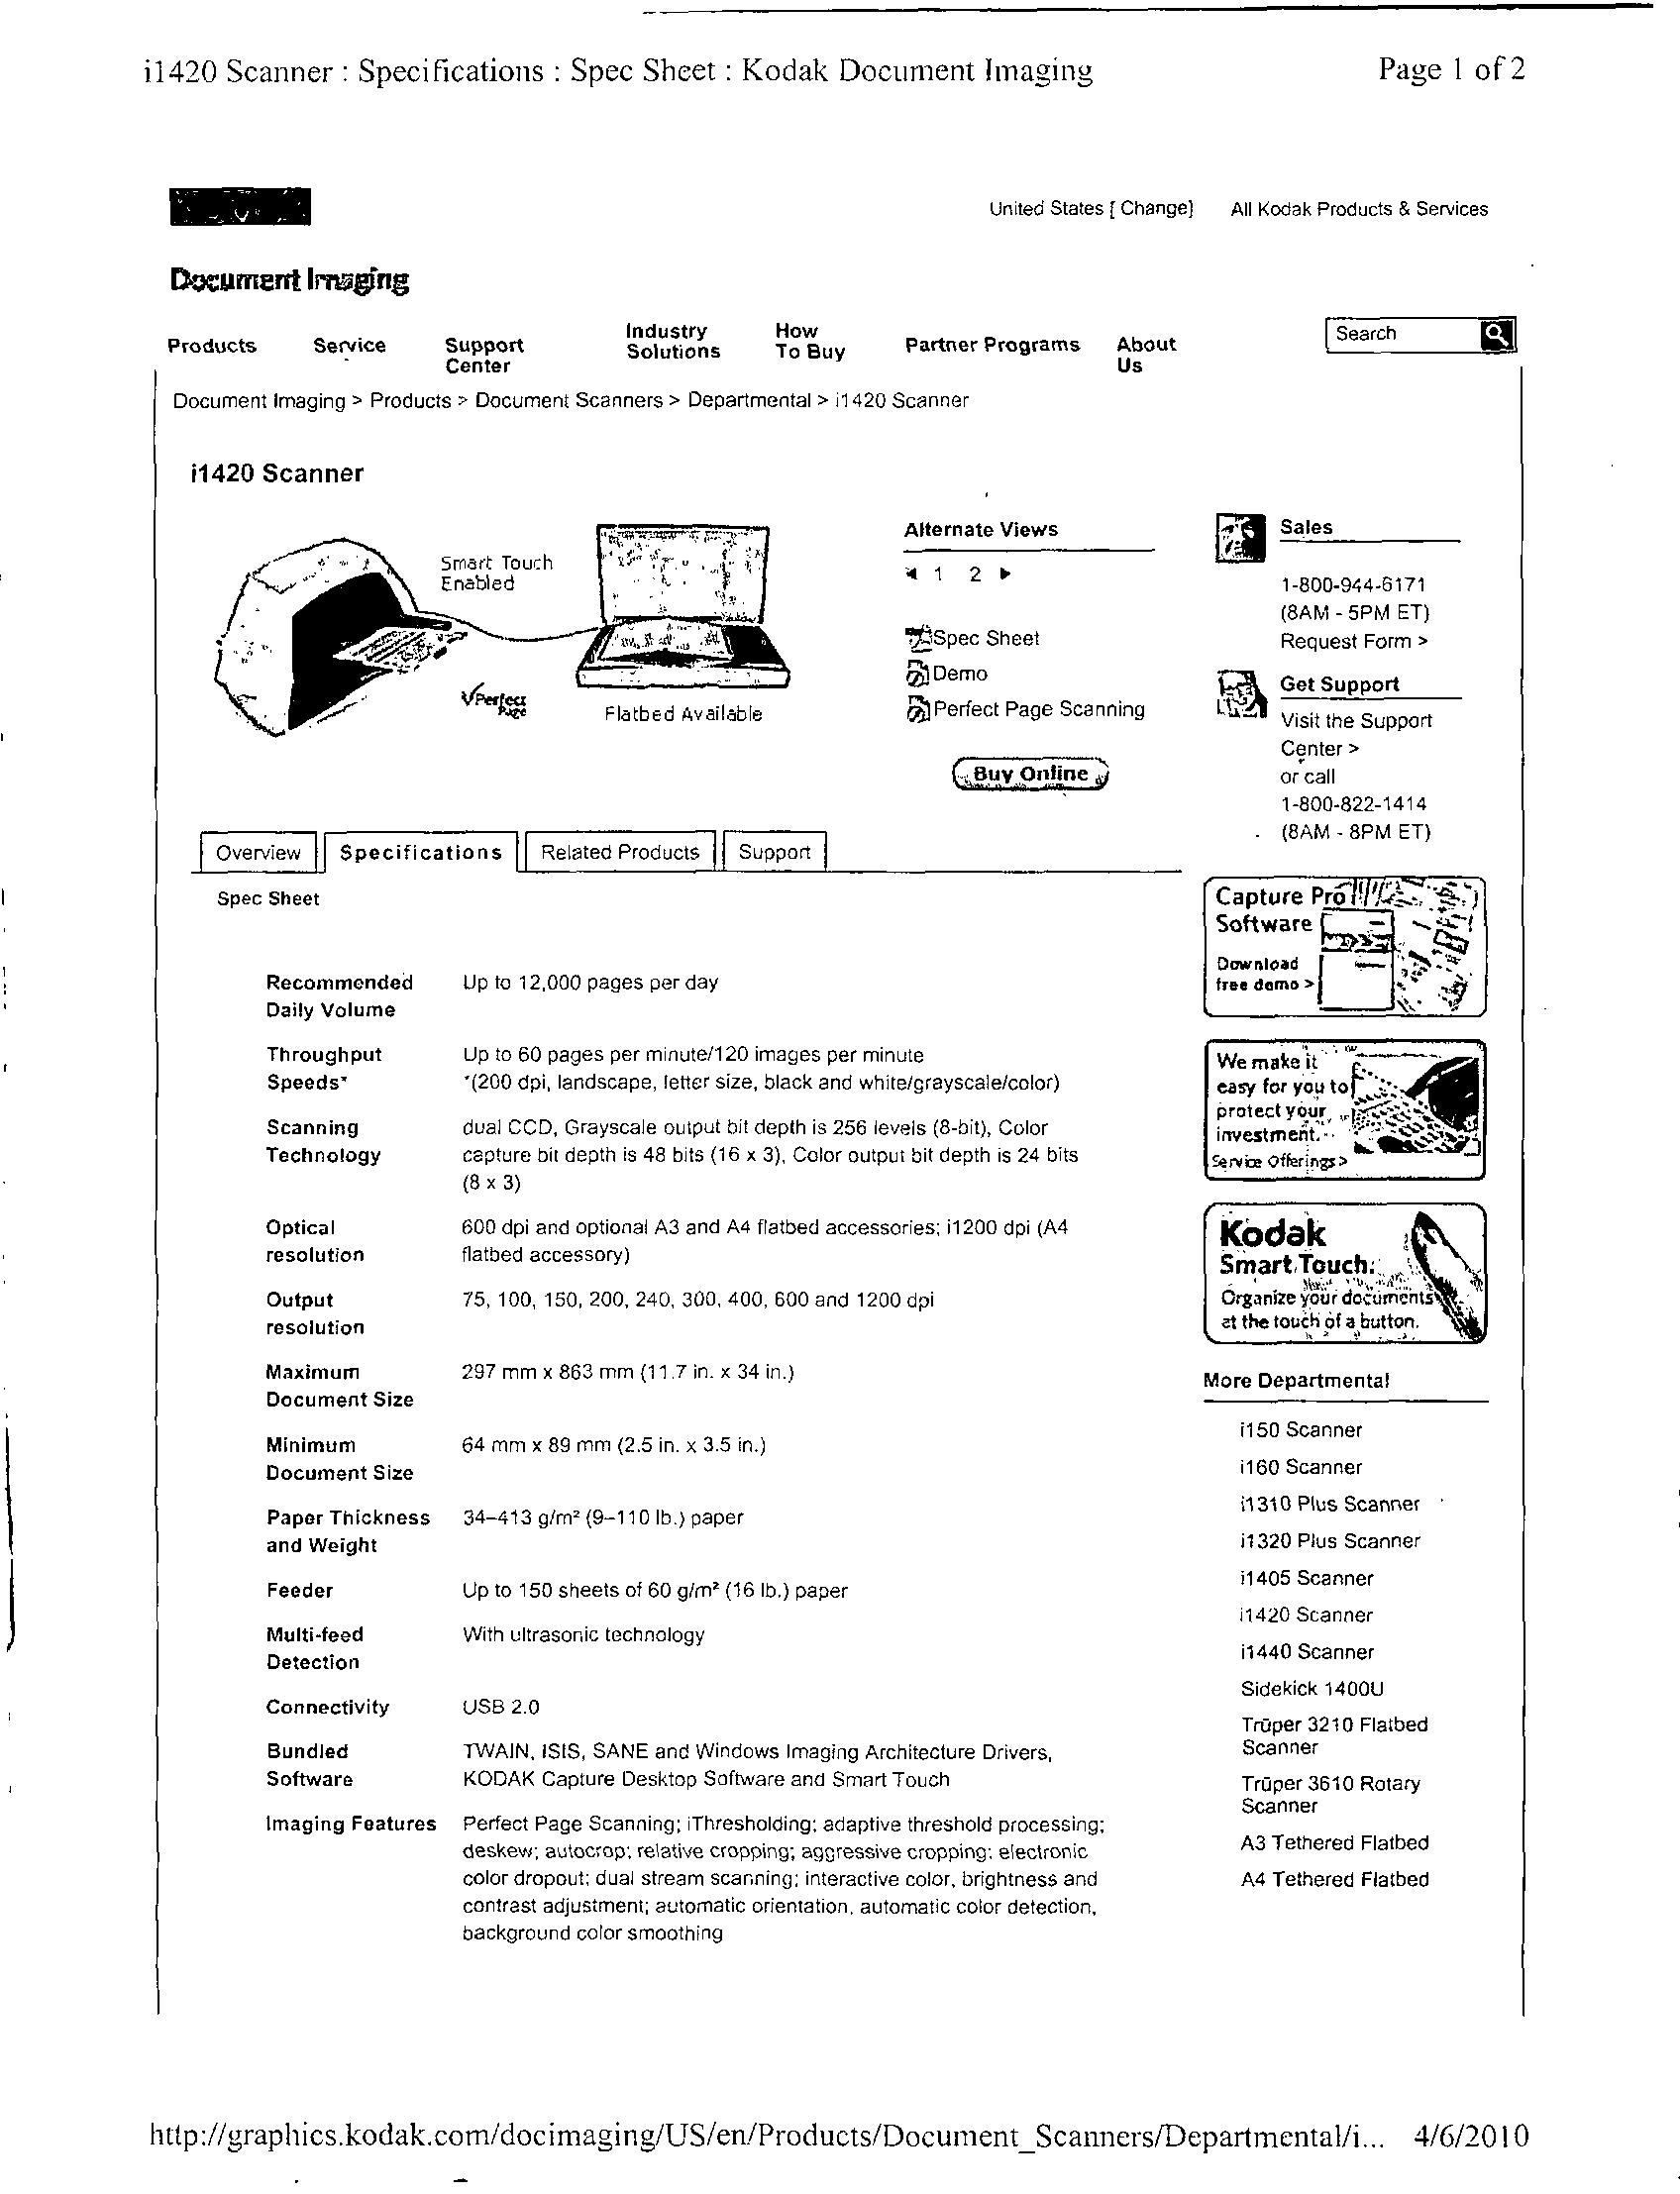 i1420 Scanner : Specifications : Spec Sheet : Kodak Document Imaging Page 1 of 2
United States [ Change] All Kodak Products & Services
Document Imaging
Products Service Support Center Industry Solutions How To Buy Partner Programs About Us
Search
Document Imaging > Products > Document Scanners > Departmental > i1420 Scanner
i1420 Scanner
Smart Touch
Enabled
Perfect
Page
Flatbed Available
Alternate Views
1 2
Spec Sheet
Demo
Perfect Page Scanning
Buy Online
Sales
1-800-944-6171
(8AM - 5PM ET)
Request Form >
Get Support
Visit the Support
Center >
or call
1-800-822-1414
(8AM - 8PM ET)
Overview Specifications Related Products Support
Spec Sheet
Recommended
Daily Volume
Up to 12,000 pages per day
Throughput
Speeds*
Up to 60 pages per minute/120 images per minute
*(200 dpi, landscape, letter size, black and white/grayscale/color)
Scanning
Technology
dual CCD, Grayscale output bit depth is 256 levels (8-bit), Color
capture bit depth is 48 bits (16 x 3), Color output bit depth is 24 bits
(8 x 3)
Optical
resolution
600 dpi and optional A3 and A4 flatbed accessories; i1200 dpi (A4
flatbed accessory)
Output
resolution
75, 100, 150, 200, 240, 300, 400, 600 and 1200 dpi
Maximum
Document Size
297 mm x 863 mm (11.7 in. x 34 in.)
Minimum
Document Size
64 mm x 89 mm (2.5 in. x 3.5 in.)
Paper Thickness
and Weight
34–413 g/m² (9–110 lb.) paper
Feeder
Up to 150 sheets of 60 g/m² (16 lb.) paper
Multi-feed
Detection
With ultrasonic technology
Connectivity
USB 2.0
Bundled
Software
TWAIN, ISIS, SANE and Windows Imaging Architecture Drivers,
KODAK Capture Desktop Software and Smart Touch
Imaging Features
Perfect Page Scanning; iThresholding; adaptive threshold processing;
deskew; autocrop; relative cropping; aggressive cropping; electronic
color dropout; dual stream scanning; interactive color, brightness and
contrast adjustment; automatic orientation, automatic color detection,
background color smoothing
Capture Pro
Software
Download
free demo >
We make it
easy for you to
protect your
investment.
Service Offerings >
Kodak
Smart Touch.
Organize your documents
at the touch of a button.
More Departmental
i150 Scanner
i160 Scanner
i1310 Plus Scanner
i1320 Plus Scanner
i1405 Scanner
i1420 Scanner
i1440 Scanner
Sidekick 1400U
Trūper 3210 Flatbed
Scanner
Trūper 3610 Rotary
Scanner
A3 Tethered Flatbed
A4 Tethered Flatbed
http://graphics.kodak.com/docimaging/US/en/Products/Document_Scanners/Departmental/i... 4/6/2010